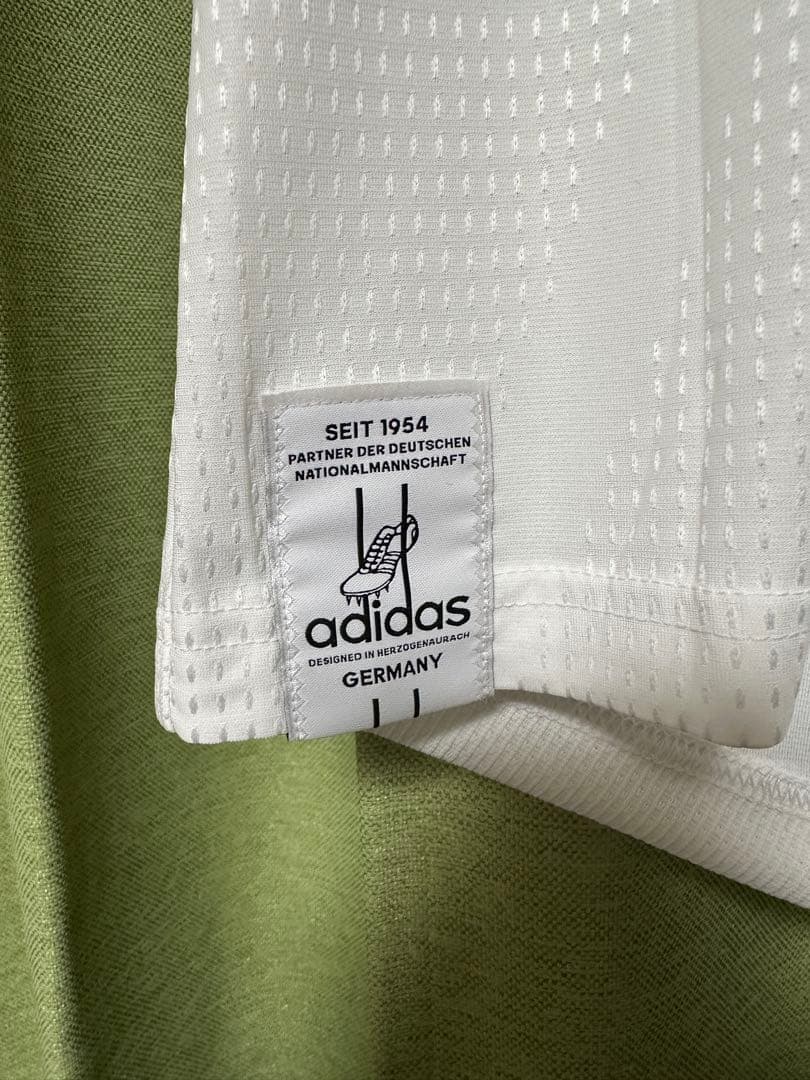 SEIT 1954
PARTNER DER DEUTSCHEN
NATIONALMANNSCHAFT
adidas
DESIGNED IN HERZOGENAURACH
GERMANY